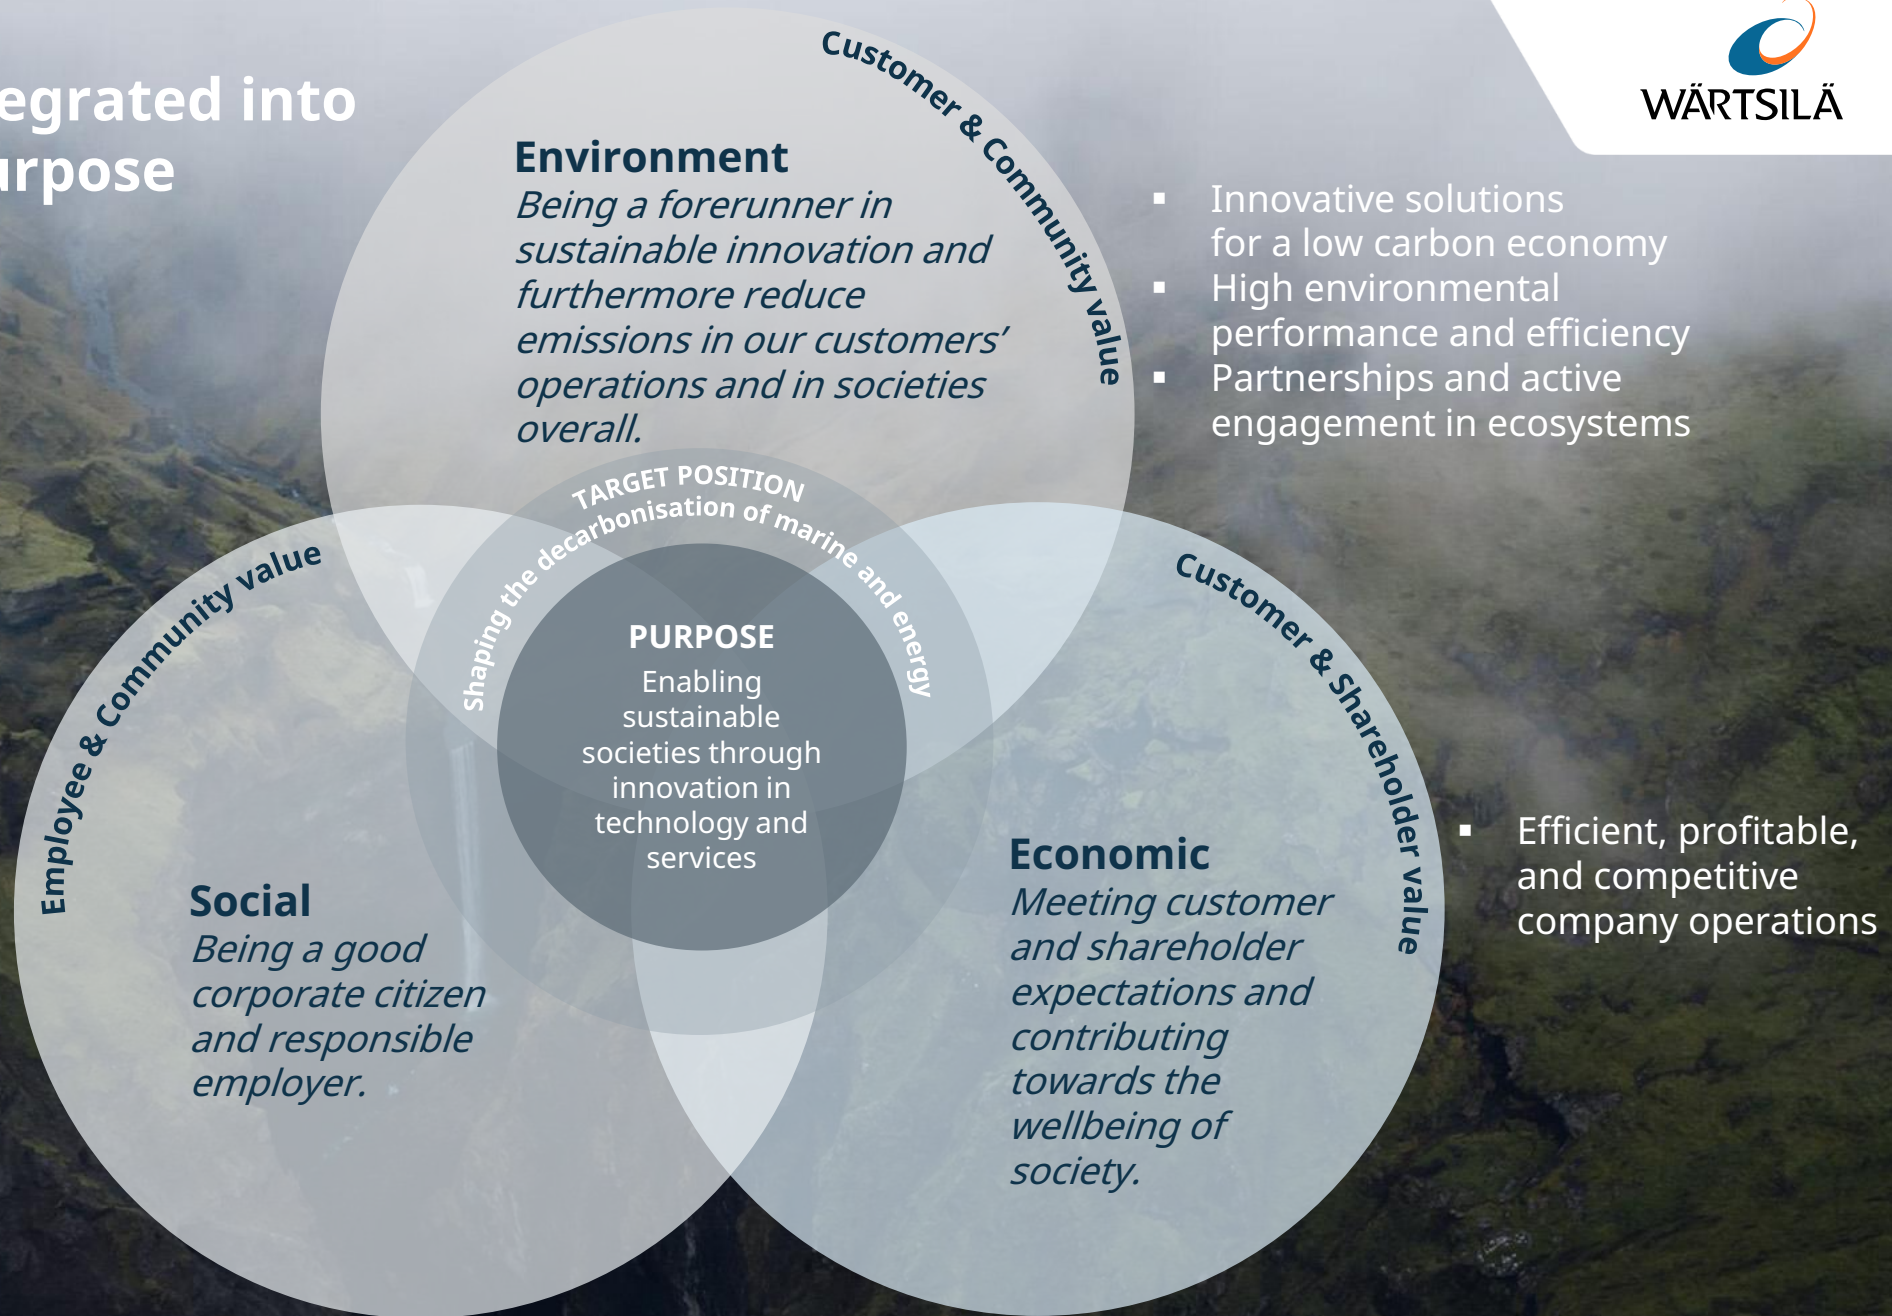 egrated into
urpose
WÄRTSILÄ
Customer & Community value
Environment
Being a forerunner in
sustainable innovation and
furthermore reduce
emissions in our customers’
operations and in societies
overall.
▪ Innovative solutions
for a low carbon economy
▪ High environmental
performance and efficiency
▪ Partnerships and active
engagement in ecosystems
TARGET POSITION
Shaping the decarbonisation of marine and energy
PURPOSE
Enabling
sustainable
societies through
innovation in
technology and
services
Employee & Community value
Social
Being a good
corporate citizen
and responsible
employer.
Customer & Shareholder value
Economic
Meeting customer
and shareholder
expectations and
contributing
towards the
wellbeing of
society.
▪ Efficient, profitable,
and competitive
company operations